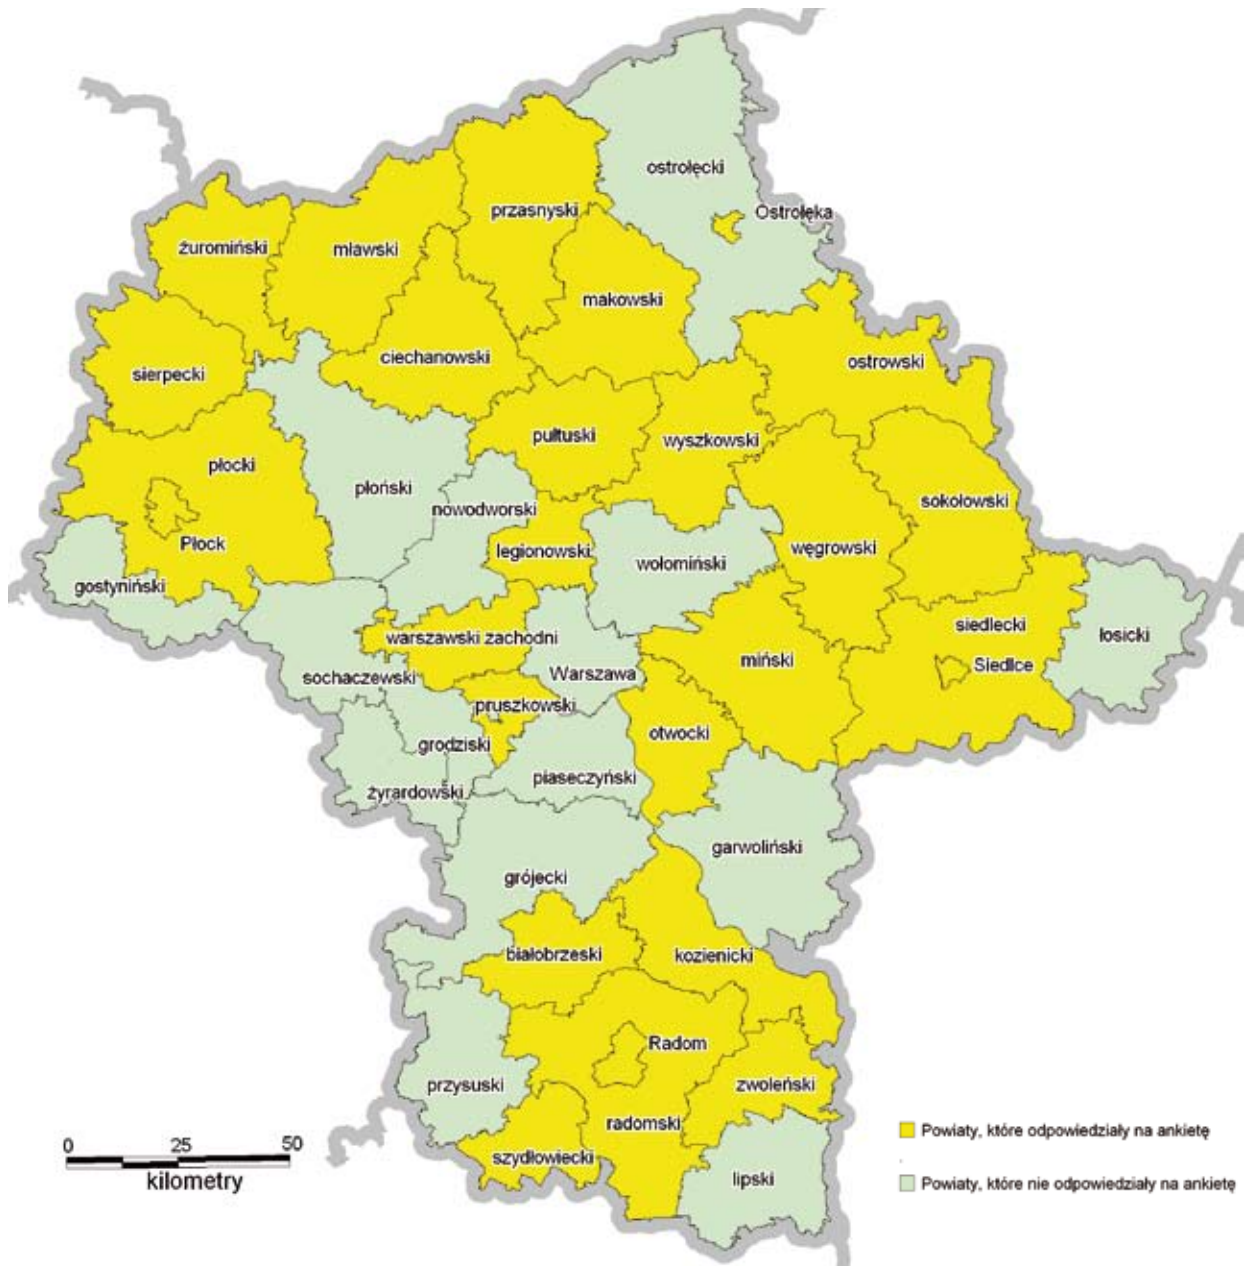 ostrołęcki
Ostrołęka
przasnyski
żuromiński
mławski
makowski
ciechanowski
ostrowski
sierpecki
pułtuski
wyszkowski
płocki
płoński
sokołowski
nowodworski
Płock
legionowski
węgrowski
wołomiński
gostyniński
siedlecki
łosicki
warszawski zachodni
miński
Siedlce
sochaczewski
Warszawa
pruszkowski
otwocki
grodziski
piaseczyński
żyrardowski
garwoliński
grójecki
białobrzeski
kozienicki
Radom
przysuski
zwoleński
radomski
szydłowiecki
lipski
0 25 50
kilometry
Powiaty, które odpowiedziały na ankietę
Powiaty, które nie odpowiedziały na ankietę